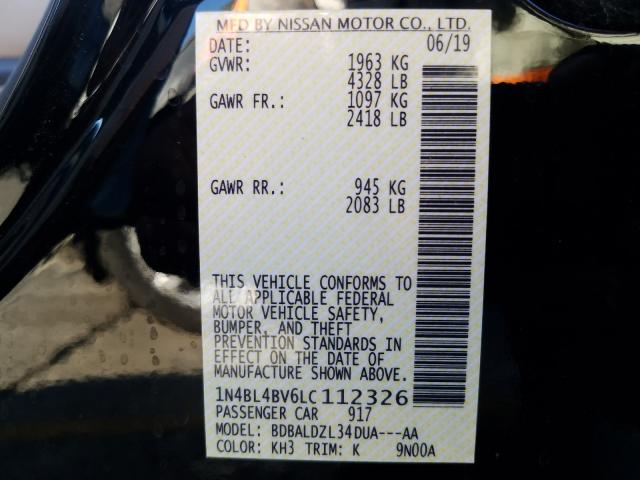 MFD BY NISSAN MOTOR CO., LTD.
DATE: 06/19
GVWR: 1963 KG
4328 LB
GAWR FR.: 1097 KG
2418 LB
GAWR RR.: 945 KG
2083 LB
THIS VEHICLE CONFORMS TO
ALL APPLICABLE FEDERAL
MOTOR VEHICLE SAFETY,
BUMPER, AND THEFT
PREVENTION STANDARDS IN
EFFECT ON THE DATE OF
MANUFACTURE SHOWN ABOVE.
1N4BL4BV6LC112326
PASSENGER CAR 917
MODEL: BDBALDZL34DUA---AA
COLOR: KH3 TRIM: K 9N00A